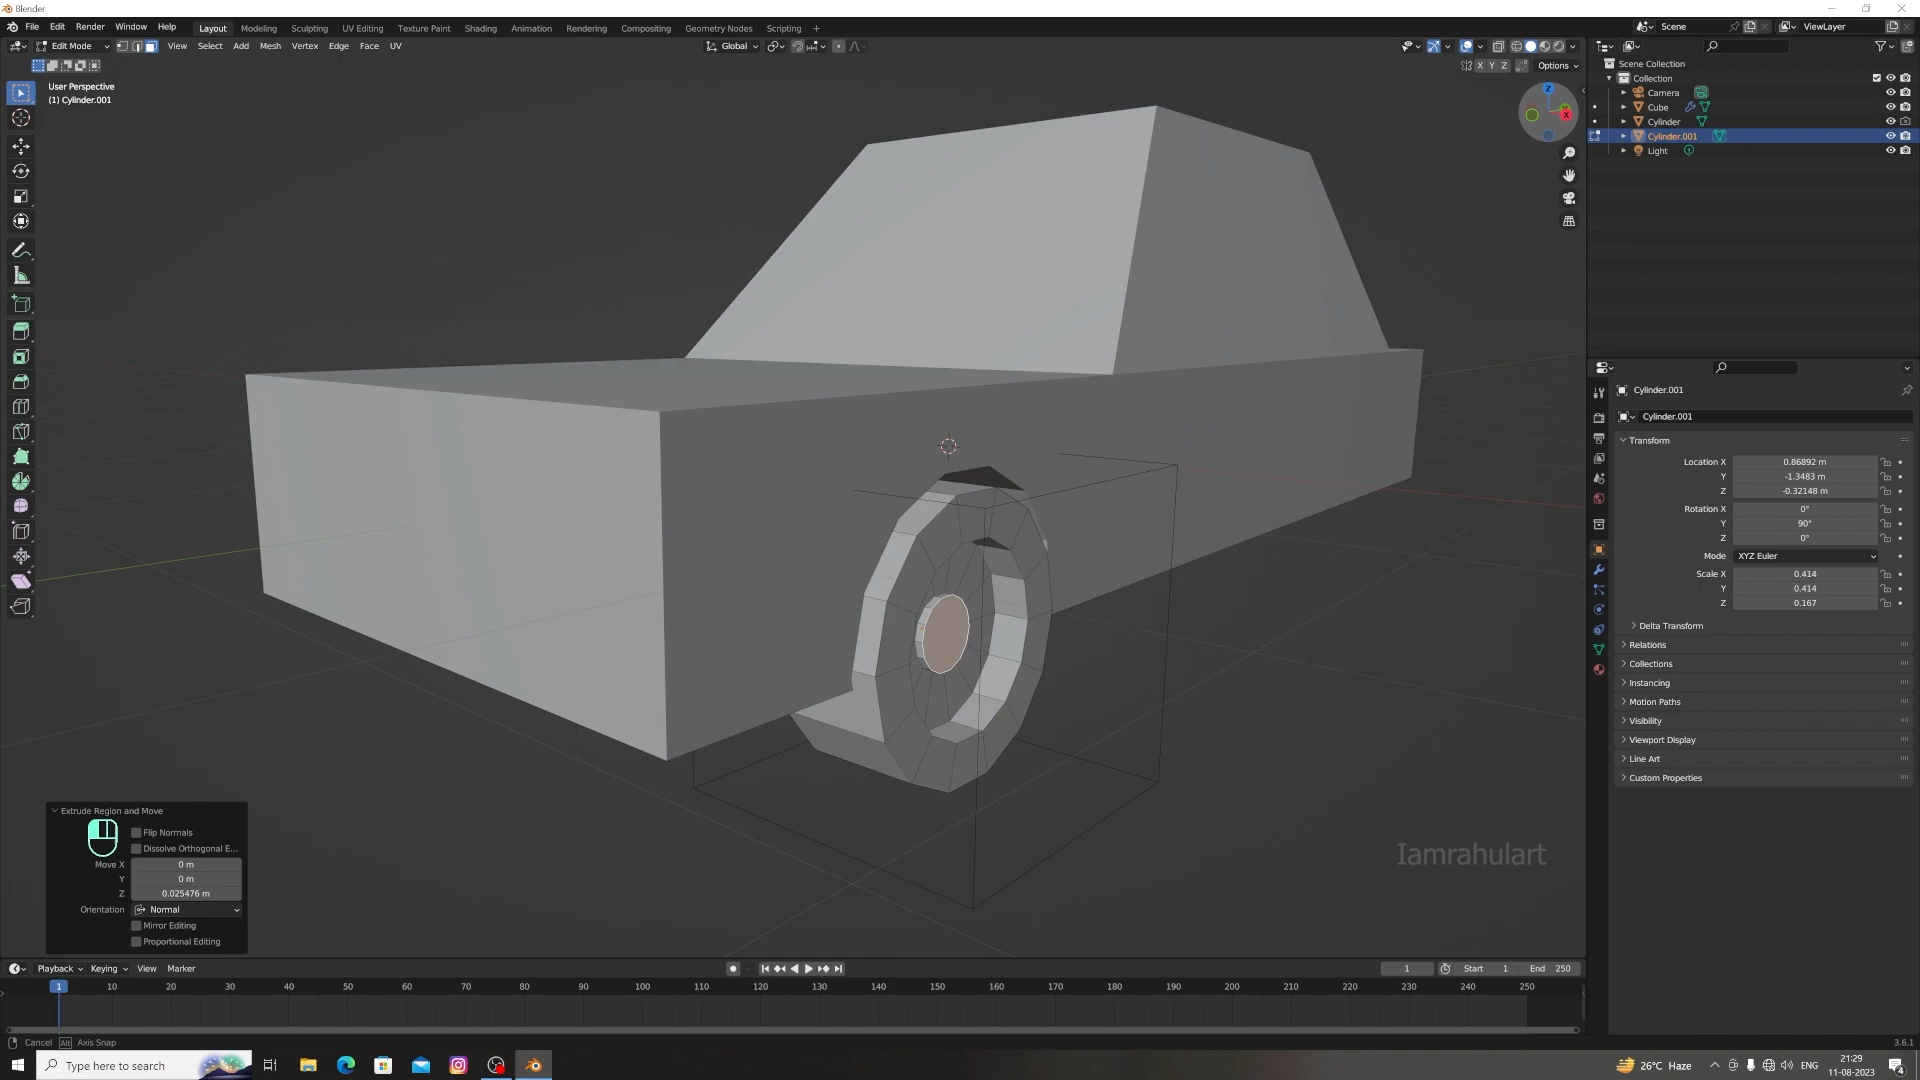 Blender
File Edit Render Window Help Layout Modeling Sculpting UV Editing Texture Paint Shading Animation Rendering Compositing Geometry Nodes Scripting + Scene ViewLayer
Edit Mode View Select Add Mesh Vertex Edge Face UV Global
X Y Z Options
User Perspective
(1) Cylinder.001
Z
X
Scene Collection
Collection
Camera
Cube
Cylinder
Cylinder.001
Light
Cylinder.001
Cylinder.001
Transform
Location X 0.86892 m
Y -1.3483 m
Z -0.32148 m
Rotation X 0°
Y 90°
Z 0°
Mode XYZ Euler
Scale X 0.414
Y 0.414
Z 0.167
Delta Transform
Relations
Collections
Instancing
Motion Paths
Visibility
Viewport Display
Line Art
Custom Properties
Iamrahulart
Extrude Region and Move
Flip Normals
Dissolve Orthogonal E...
Move X 0 m
Y 0 m
Z 0.025476 m
Orientation Normal
Mirror Editing
Proportional Editing
Playback Keying View Marker 1 Start 1 End 250
1 10 20 30 40 50 60 70 80 90 100 110 120 130 140 150 160 170 180 190 200 210 220 230 240 250
Cancel Alt Axis Snap 3.6.1
Type here to search 26°C Haze ENG 21:29
11-08-2023
4